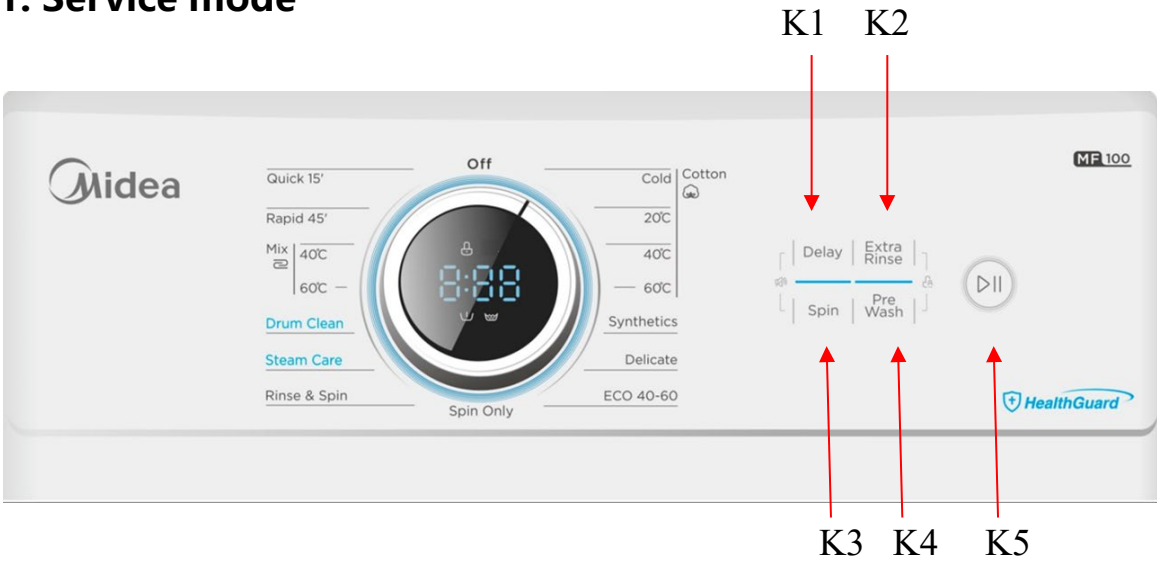 1. Service mode
K1 K2
Midea
MF 100
Off
Quick 15'
Cold
Cotton
Rapid 45'
20℃
Mix
40℃
40℃
60℃
60℃
8:88
Drum Clean
Synthetics
Steam Care
Delicate
Rinse & Spin
ECO 40-60
Spin Only
Delay
Extra
Rinse
Spin
Pre
Wash
HealthGuard
K3 K4 K5